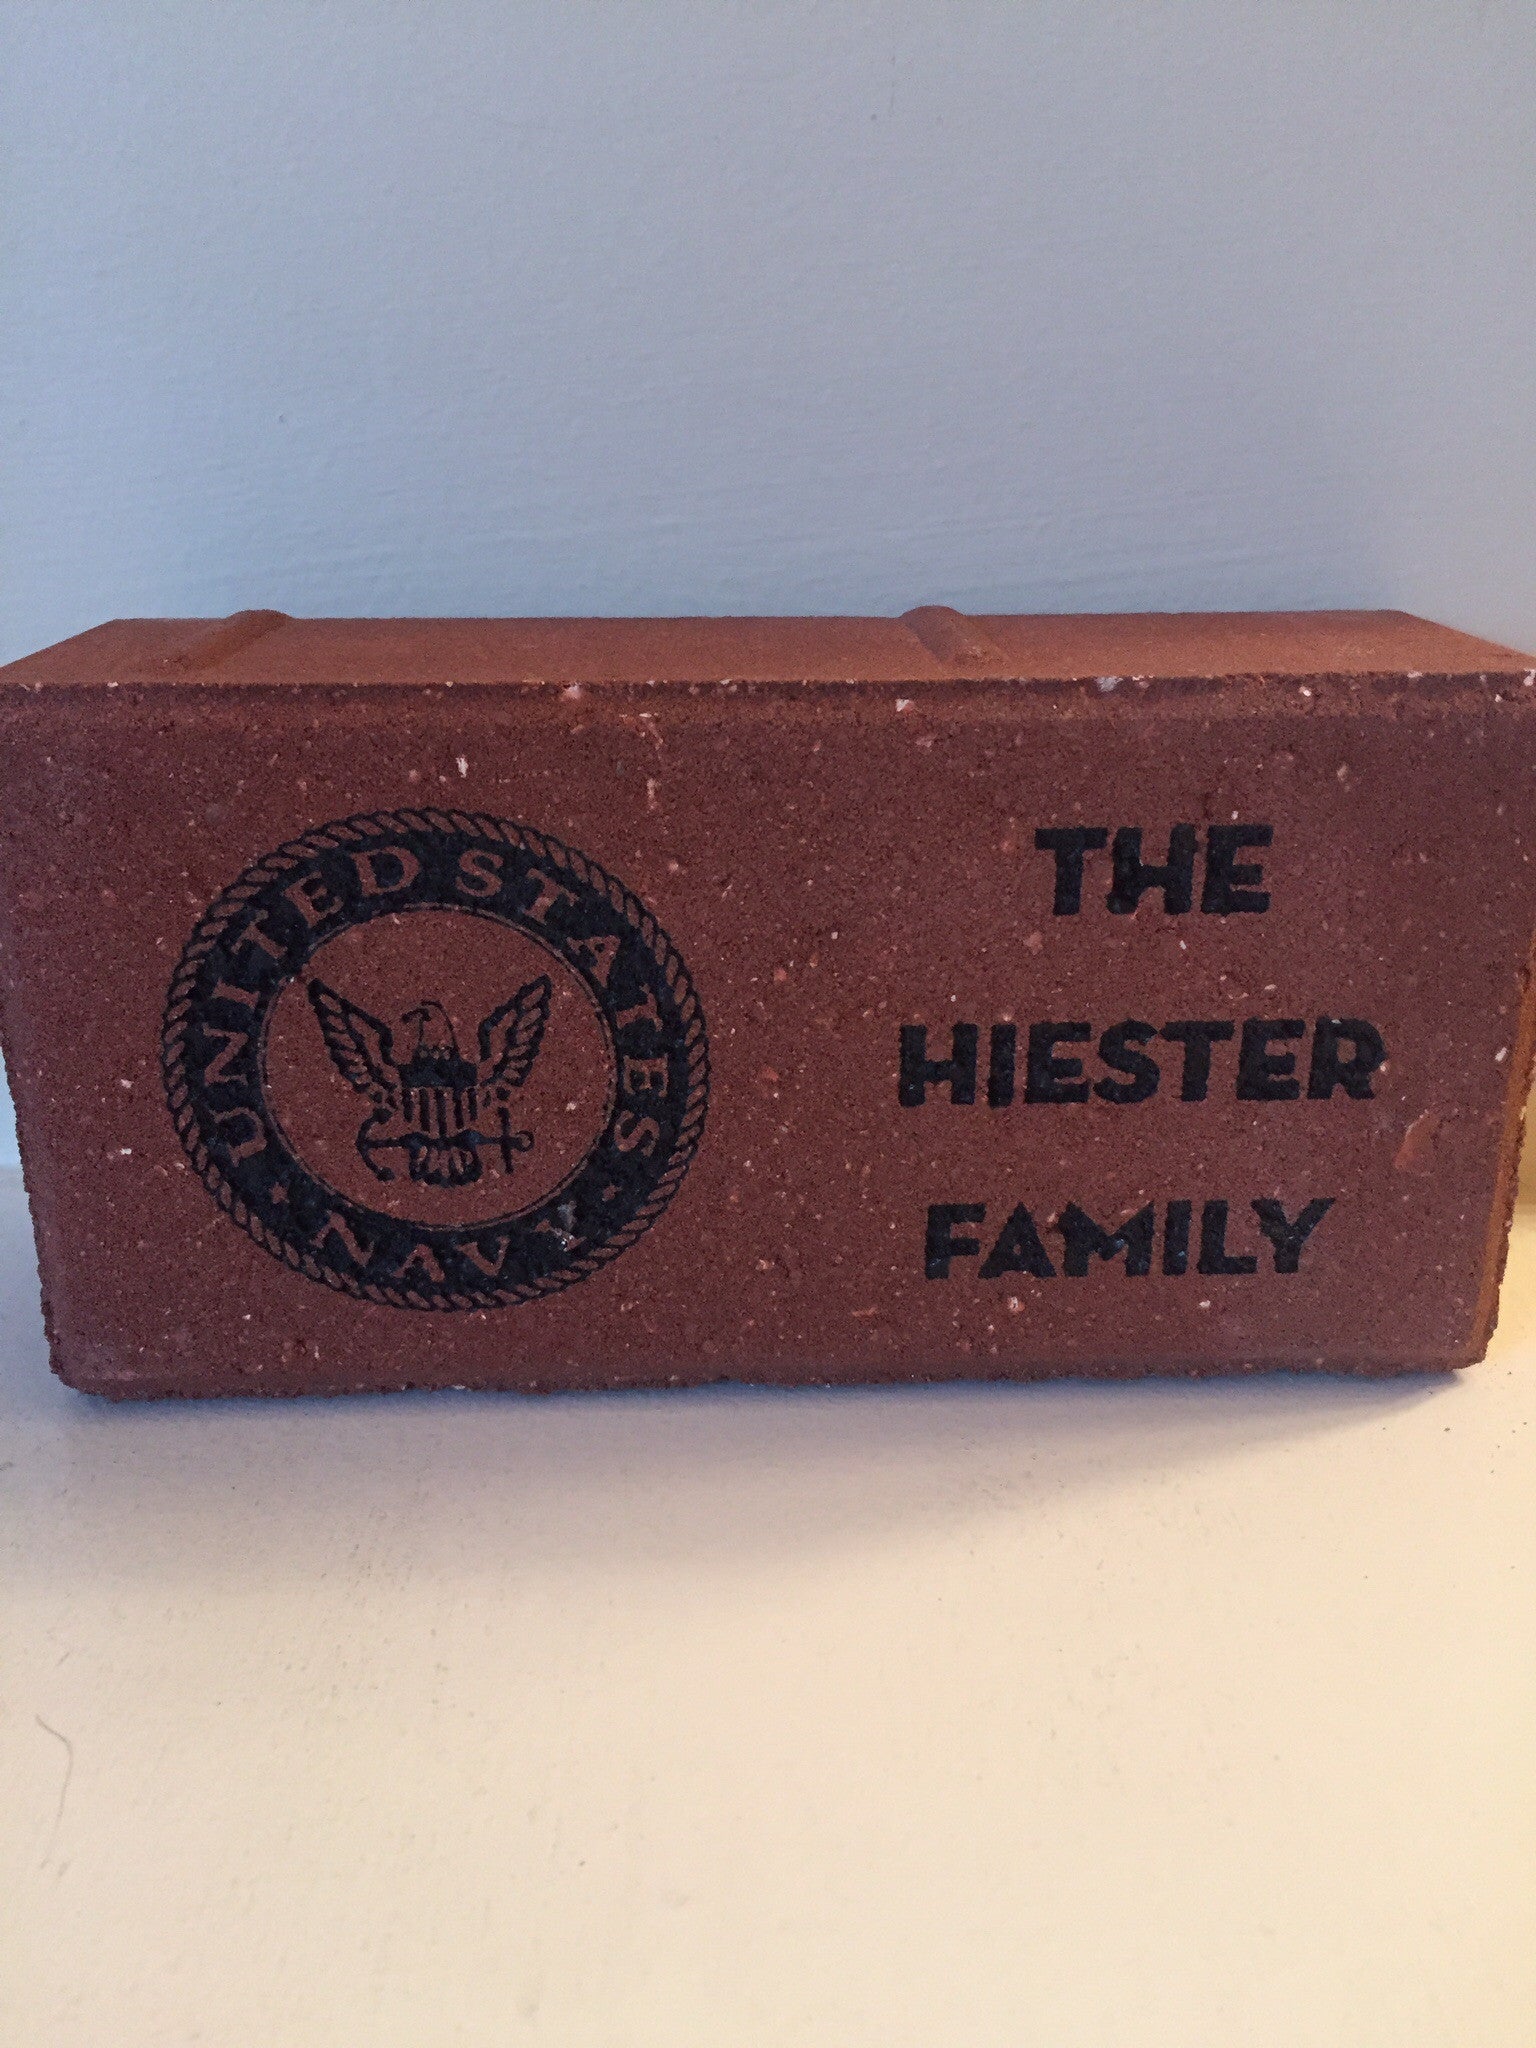 UNITED STATES
NAVY
THE
HIESTER
FAMILY